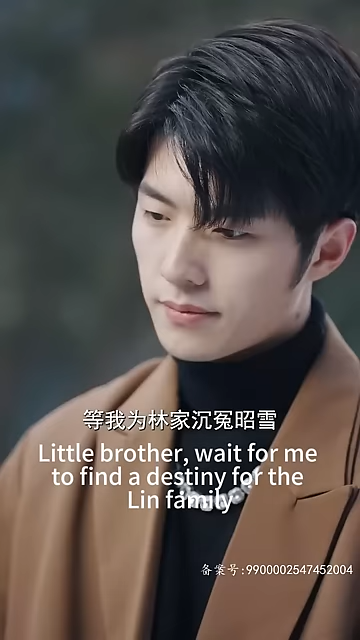 等我为林家沉冤昭雪
Little brother, wait for me
to find a destiny for the
Lin family
备案号:9900002547452004